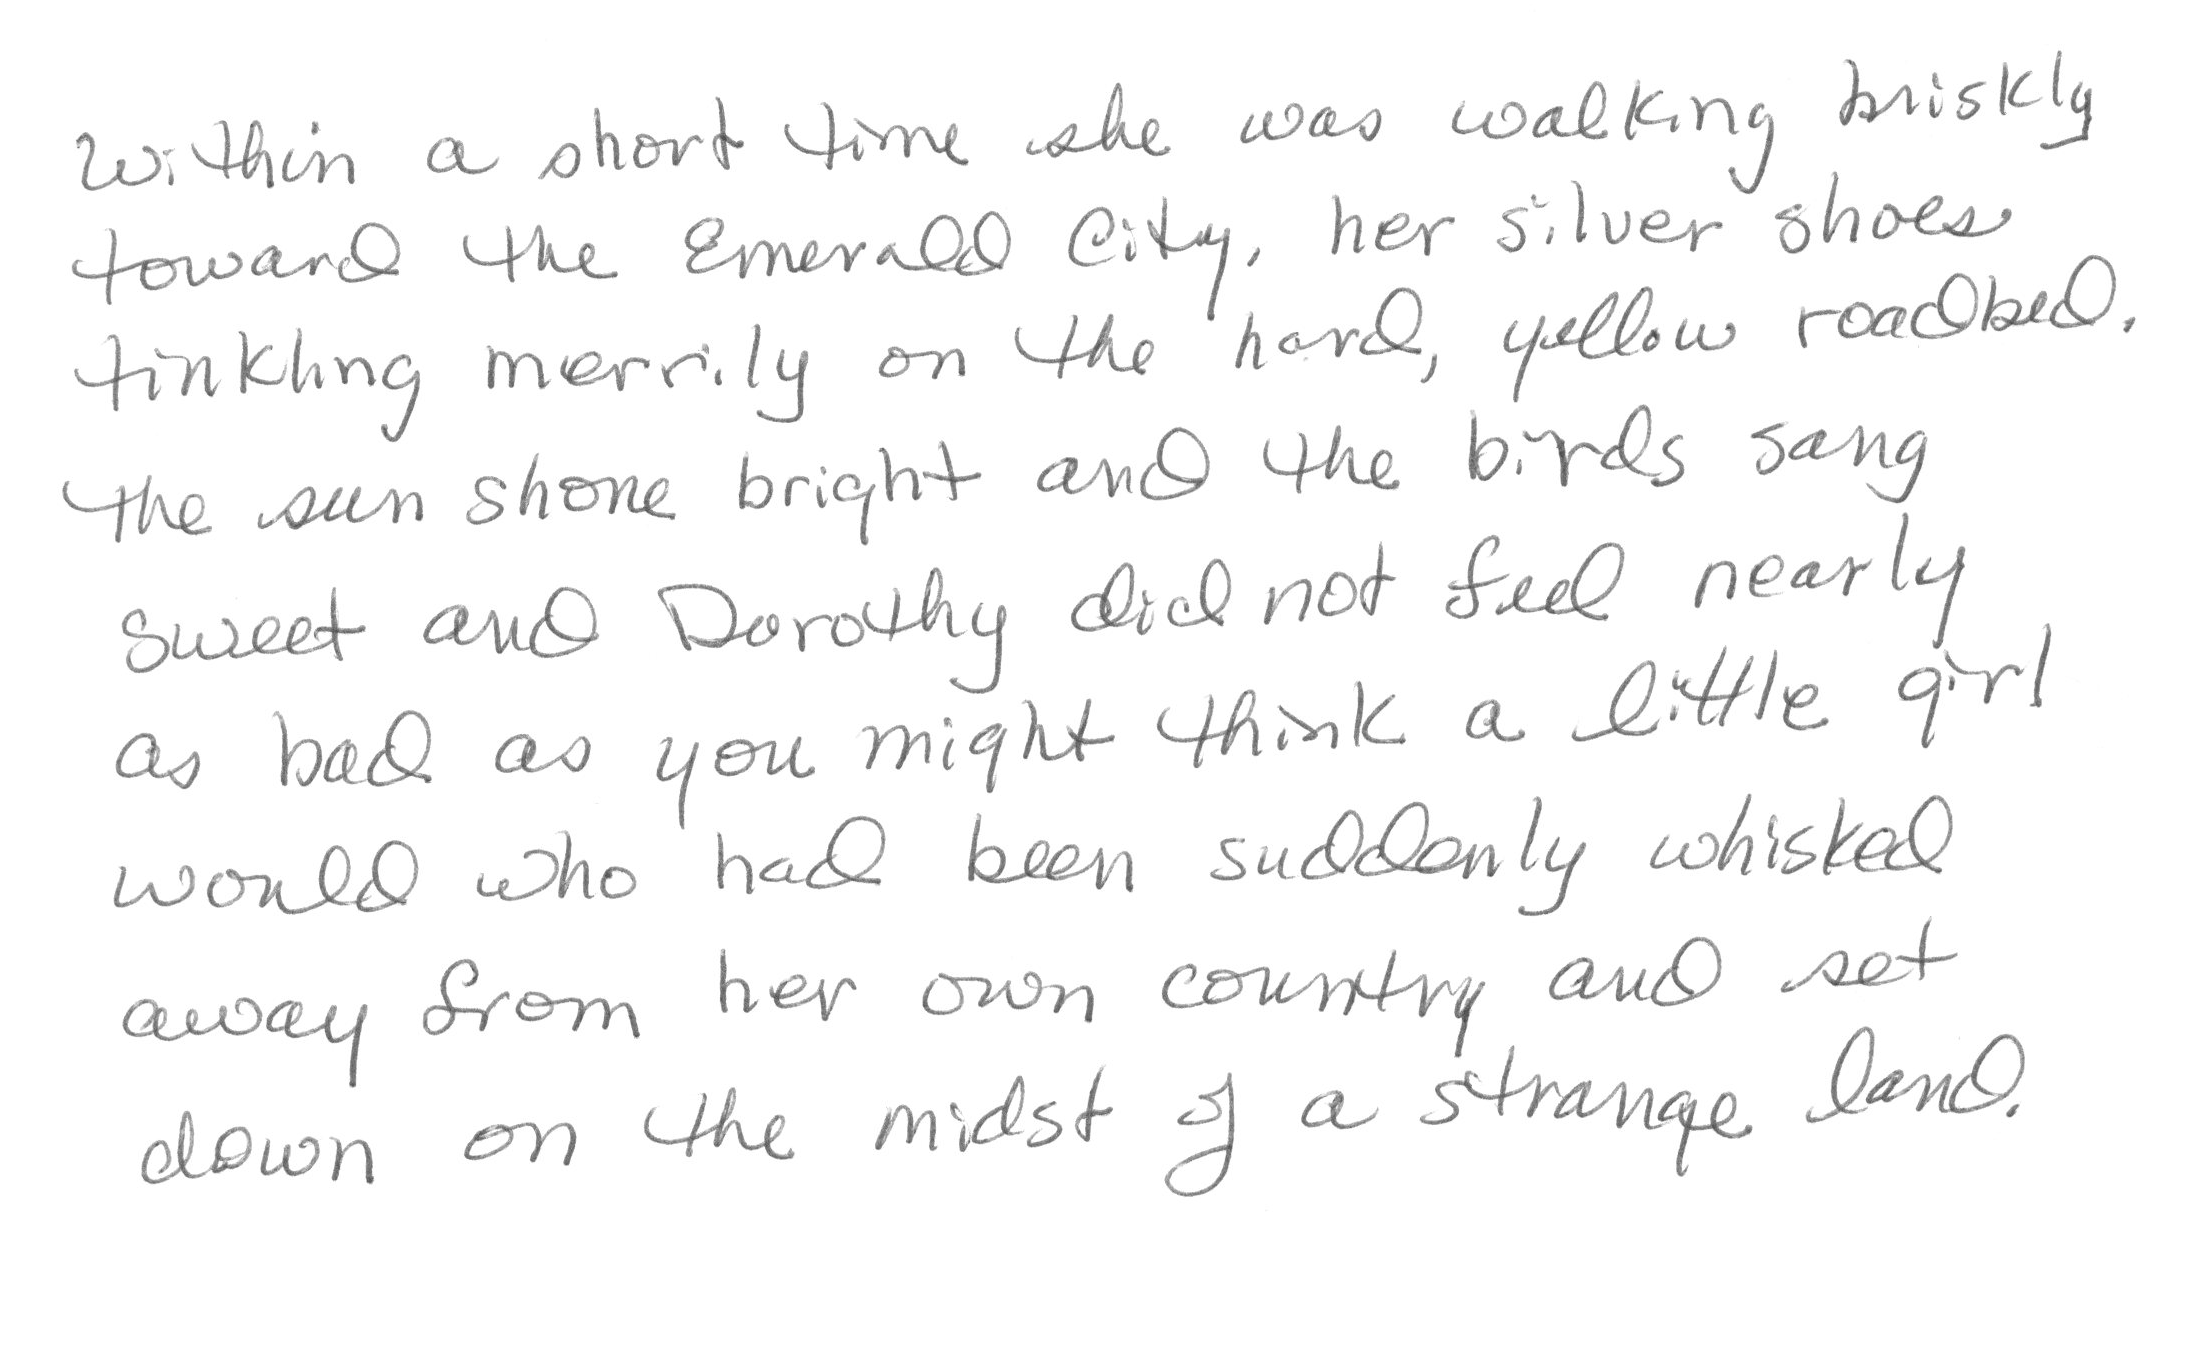 Within a short time she was walking briskly
toward the Emerald City, her silver shoes
tinkling merrily on the hard, yellow roadbed.
the sun shone bright and the birds sang
sweet and Dorothy did not feel nearly
as bad as you might think a little girl
would who had been suddenly whisked
away from her own country and set
down on the midst of a strange land.